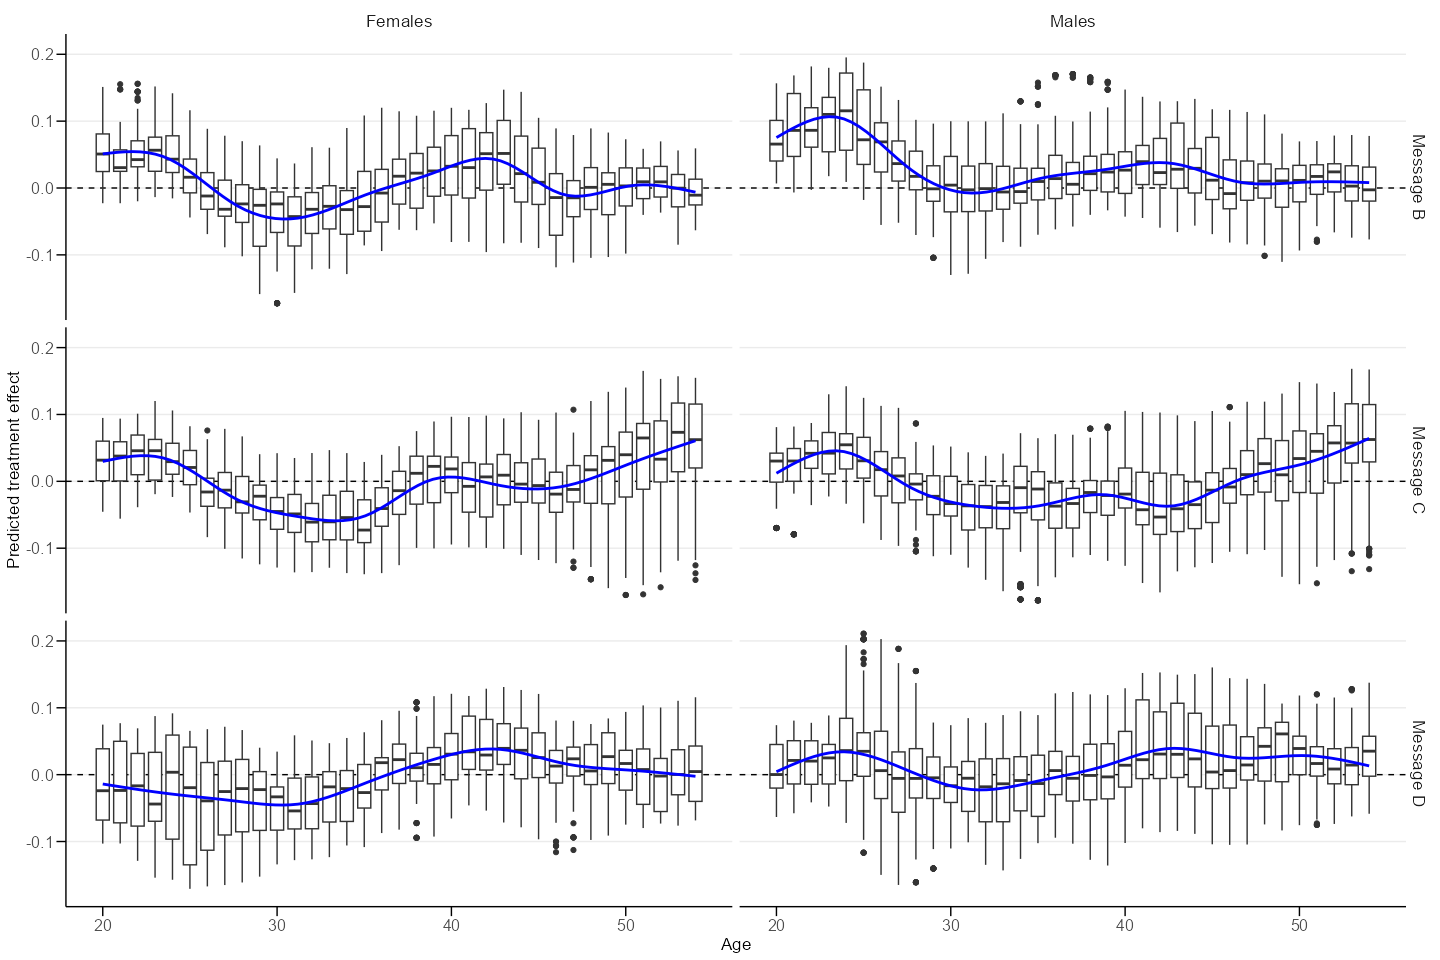 Females Males
0.2
0.1
0.0
-0.1
Message B
0.2
0.1
0.0
-0.1
Message C
Predicted treatment effect
0.2
0.1
0.0
-0.1
Message D
20 30 40 50 20 30 40 50
Age